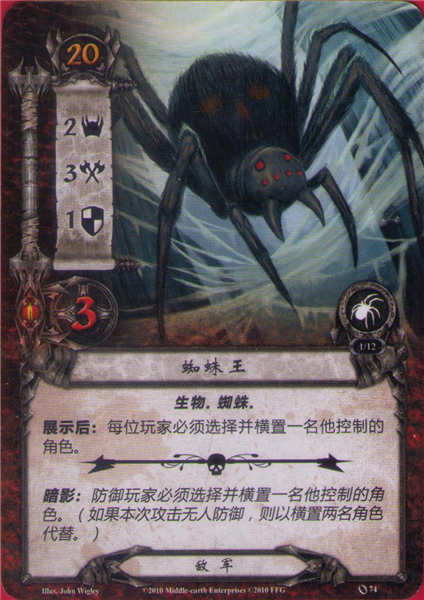 20
2
3
1
3
1/12
蜘蛛王
生物. 蜘蛛.
展示后：每位玩家必须选择并横置一名他控制的
角色。
暗影：防御玩家必须选择并横置一名他控制的角
色。（如果本次攻击无人防御，则以横置两名角色
代替。）
敌军
Illus. John Wigley
©2010 Middle-earth Enterprises ©2010 FFG
74